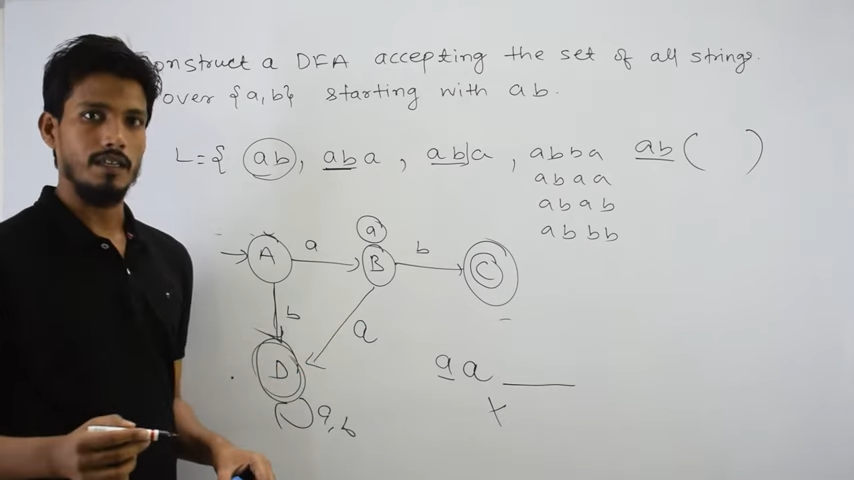 onstruct a DFA accepting the set of all strings.
over {a,b} starting with ab.
L={ ab, aba, ab|a, abba ab( )
abaa
abab
abbb
a
A a B b C
b
a
D
a,b
aa
x